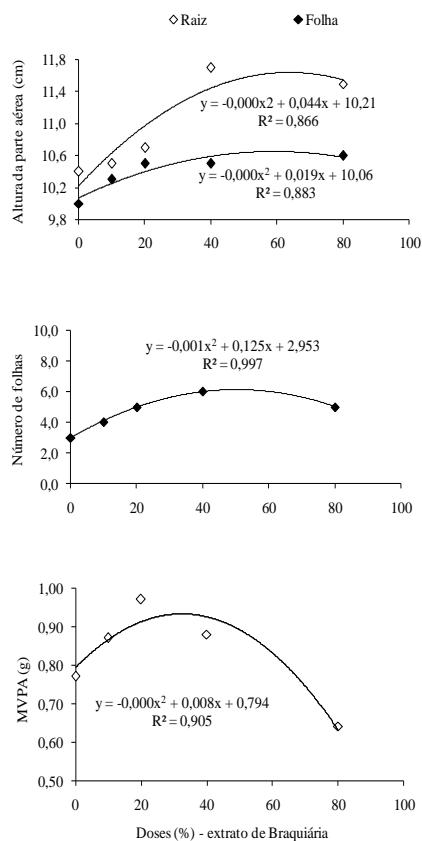 Raiz Folha
Altura da parte aérea (cm)
11,8
11,4
11,0
10,6
10,2
9,8
y = -0,000x2 + 0,044x + 10,21
R² = 0,866
y = -0,000x² + 0,019x + 10,06
R² = 0,883
0 20 40 60 80 100
Número de folhas
10,0
8,0
6,0
4,0
2,0
0,0
y = -0,001x² + 0,125x + 2,953
R² = 0,997
0 20 40 60 80 100
MVPA (g)
1,00
0,90
0,80
0,70
0,60
0,50
y = -0,000x² + 0,008x + 0,794
R² = 0,905
0 20 40 60 80 100
Doses (%) - extrato de Braquiária